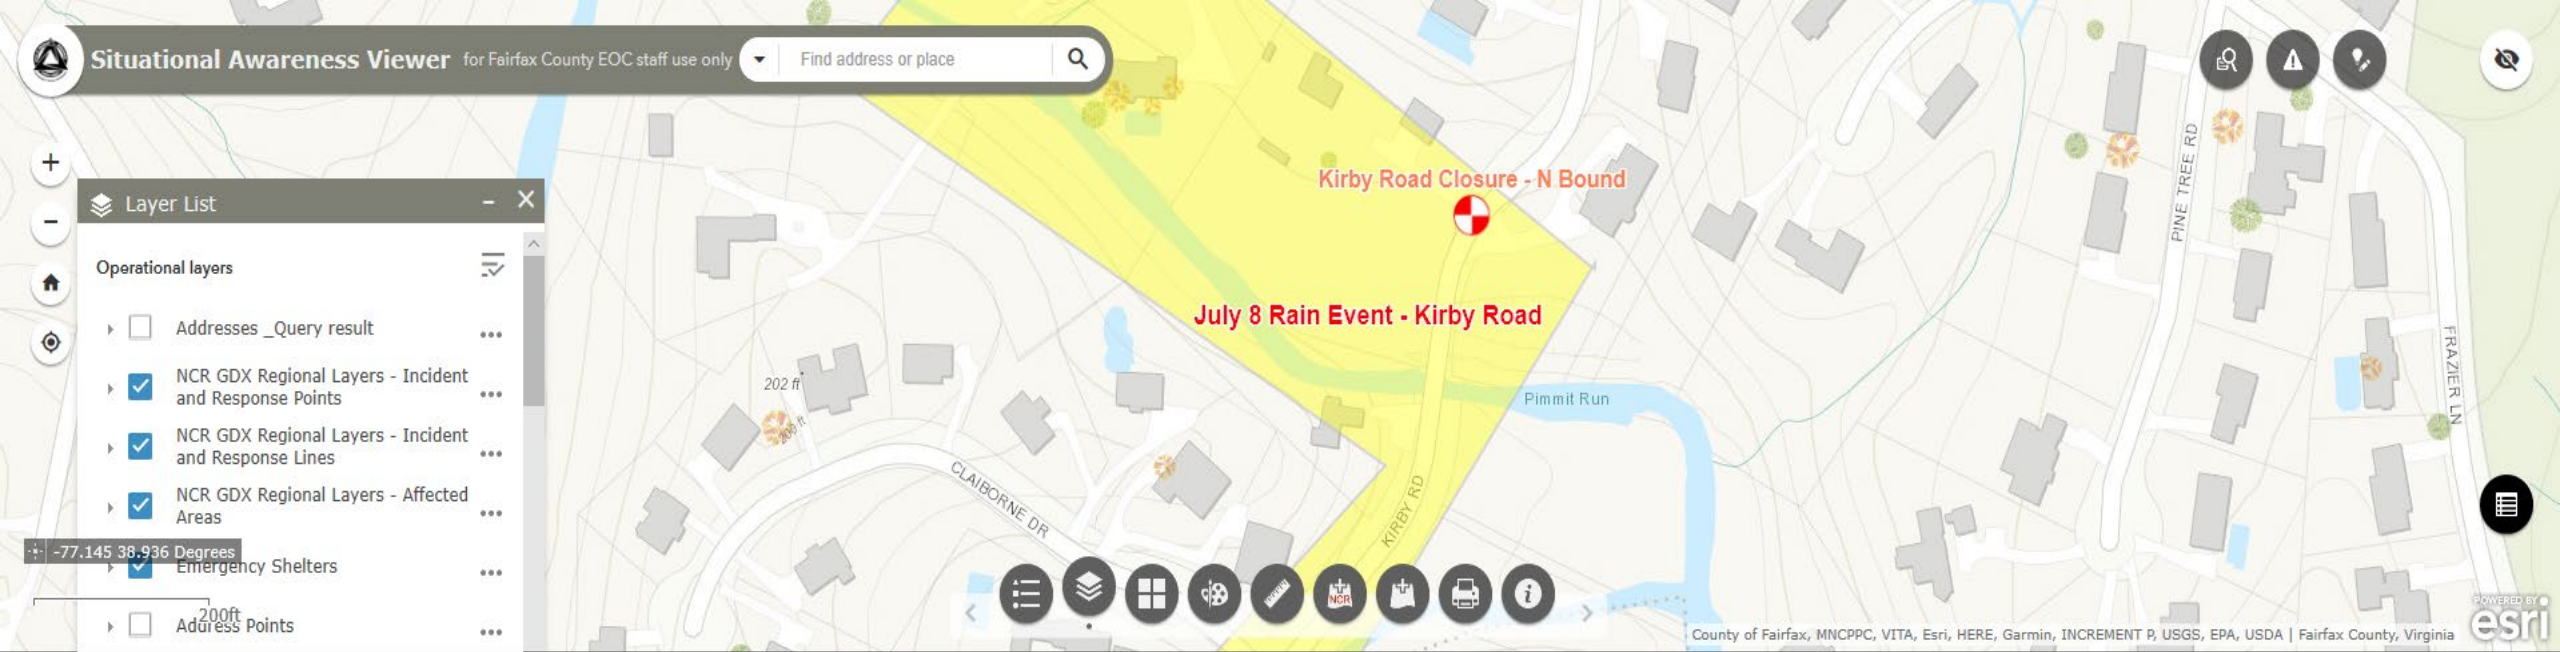 Situational Awareness Viewer for Fairfax County EOC staff use only
Find address or place
Kirby Road Closure - N Bound
July 8 Rain Event - Kirby Road
PINE TREE RD
FRAZIER LN
Pimmit Run
KIRBY RD
CLAIBORNE DR
202 ft
200 ft
Layer List
Operational layers
Addresses _Query result
NCR GDX Regional Layers - Incident
and Response Points
NCR GDX Regional Layers - Incident
and Response Lines
NCR GDX Regional Layers - Affected
Areas
-77.145 38.936 Degrees
Emergency Shelters
200ft
Address Points
NCR
County of Fairfax, MNCPPC, VITA, Esri, HERE, Garmin, INCREMENT P, USGS, EPA, USDA | Fairfax County, Virginia
POWERED BY
esri